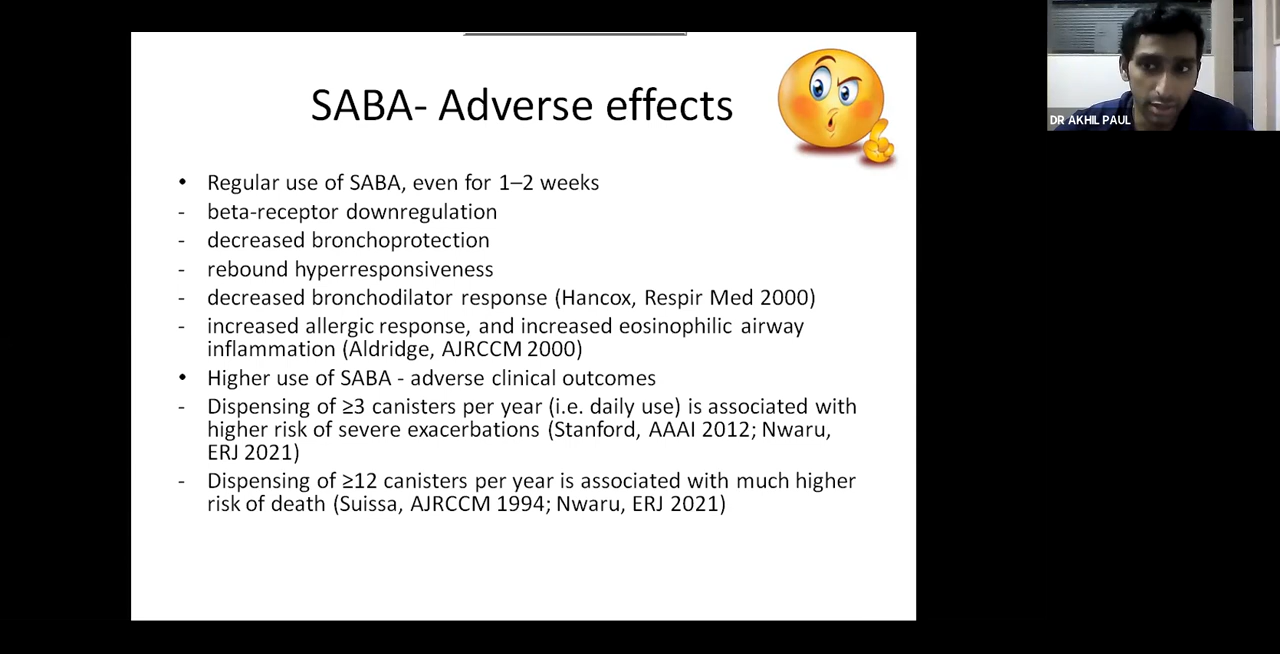 SABA- Adverse effects
• Regular use of SABA, even for 1–2 weeks
- beta-receptor downregulation
- decreased bronchoprotection
- rebound hyperresponsiveness
- decreased bronchodilator response (Hancox, Respir Med 2000)
- increased allergic response, and increased eosinophilic airway
inflammation (Aldridge, AJRCCM 2000)
• Higher use of SABA - adverse clinical outcomes
- Dispensing of ≥3 canisters per year (i.e. daily use) is associated with
higher risk of severe exacerbations (Stanford, AAAI 2012; Nwaru,
ERJ 2021)
- Dispensing of ≥12 canisters per year is associated with much higher
risk of death (Suissa, AJRCCM 1994; Nwaru, ERJ 2021)
DR AKHIL PAUL